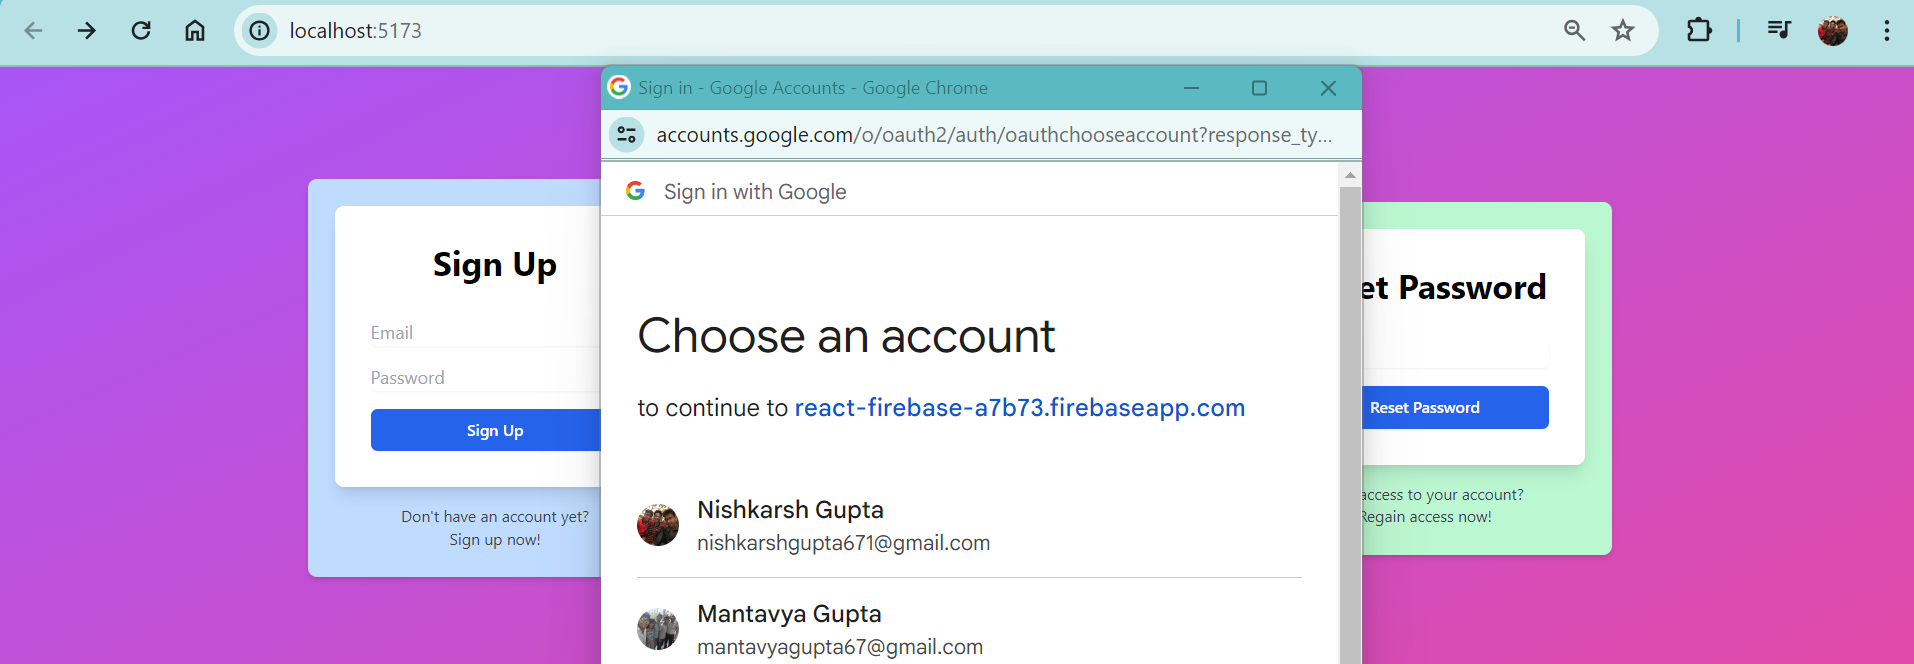 localhost:5173
Sign in - Google Accounts - Google Chrome
accounts.google.com/o/oauth2/auth/oauthchooseaccount?response_ty...
Sign in with Google
Choose an account
to continue to react-firebase-a7b73.firebaseapp.com
Nishkarsh Gupta
nishkarshgupta671@gmail.com
Mantavya Gupta
mantavyagupta67@gmail.com
Sign Up
Email
Password
Sign Up
Don't have an account yet?
Sign up now!
et Password
Reset Password
access to your account?
Regain access now!